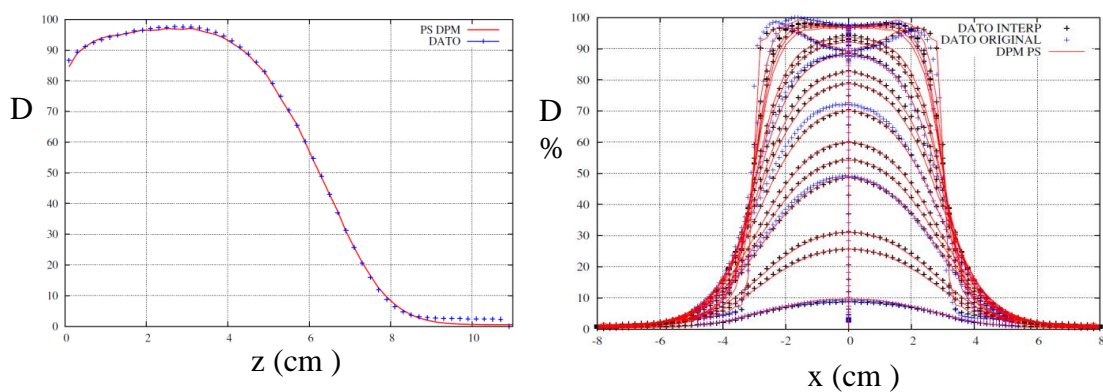 100
90
80
70
60
50
40
30
20
10
0
D
PS DPM
DATO
0 2 4 6 8 10
z (cm )
100
90
80
70
60
50
40
30
20
10
0
D
%
DATO INTERP
DATO ORIGINAL
DPM PS
-8 -6 -4 -2 0 2 4 6 8
x (cm )